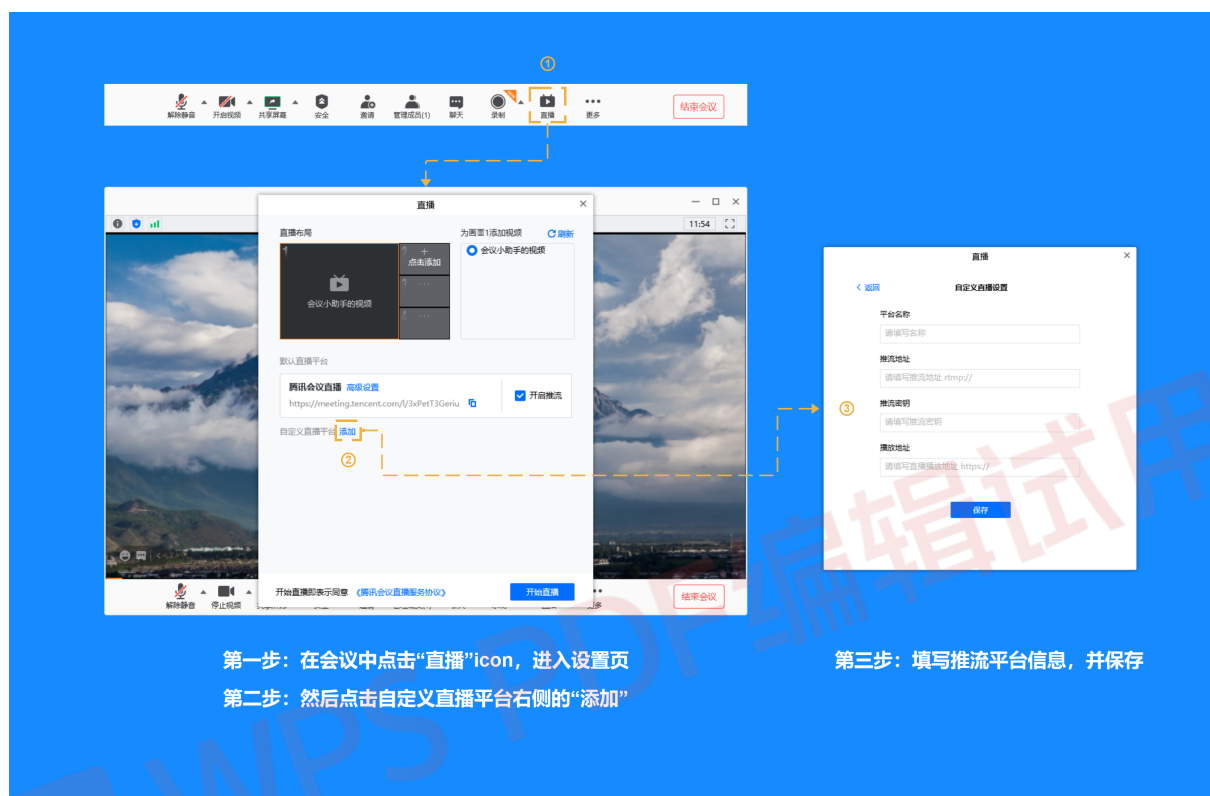 ①
解除静音 开启视频 共享屏幕 安全 邀请 管理成员(1) 聊天 录制 直播 更多 结束会议
直播
11:54
直播布局 为画面1添加视频 刷新
点击添加
会议小助手的视频
会议小助手的视频
默认直播平台
腾讯会议直播 高级设置
https://meeting.tencent.com/l/3xPetT3Geriu
开启推流
自定义直播平台 添加
②
开始直播即表示同意 《腾讯会议直播服务协议》 开始直播
解除静音 停止视频 更多 结束会议
③
直播
返回 自定义直播设置
平台名称
请填写名称
推流地址
请填写推流地址 rtmp://
推流密钥
请填写推流密钥
播放地址
请填写直播播放地址 https://
保存
第一步：在会议中点击“直播”icon，进入设置页
第二步：然后点击自定义直播平台右侧的“添加”
第三步：填写推流平台信息，并保存
WPS PDF编辑试用